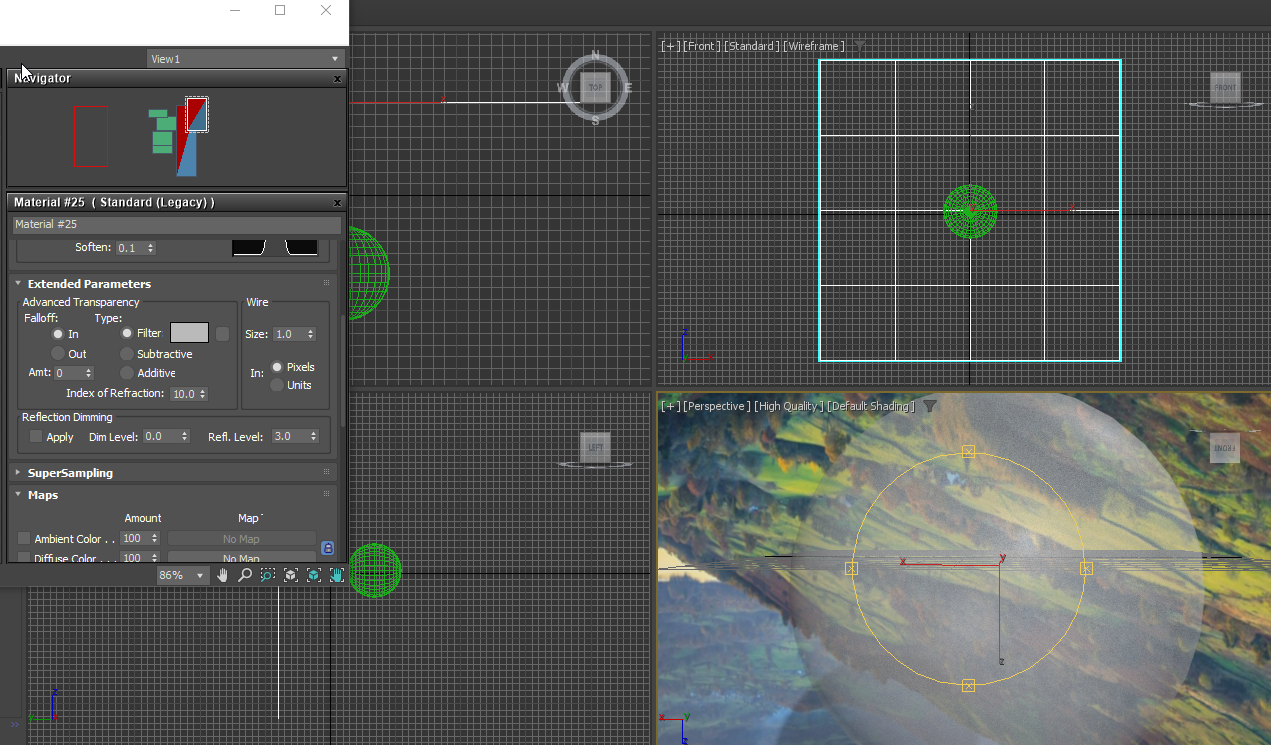 View1
Navigator
Material #25 ( Standard (Legacy) )
Material #25
Soften: 0.1
Extended Parameters
Advanced Transparency
Falloff: Type:
In Filter:
Out Subtractive
Amt: 0 Additive
Index of Refraction: 10.0
Wire
Size: 1.0
In: Pixels
Units
Reflection Dimming
Apply Dim Level: 0.0 Refl. Level: 3.0
SuperSampling
Maps
Amount Map
Ambient Color . . 100 No Map
Diffuse Color . . . 100 No Map
86%
N
W TOP E
S
x
[+] [Front ] [Standard ] [Wireframe ]
FRONT
x
z
y
x
LEFT
z
y
[+] [Perspective ] [High Quality ] [Default Shading ]
FRONT
x
y
z
x y
z